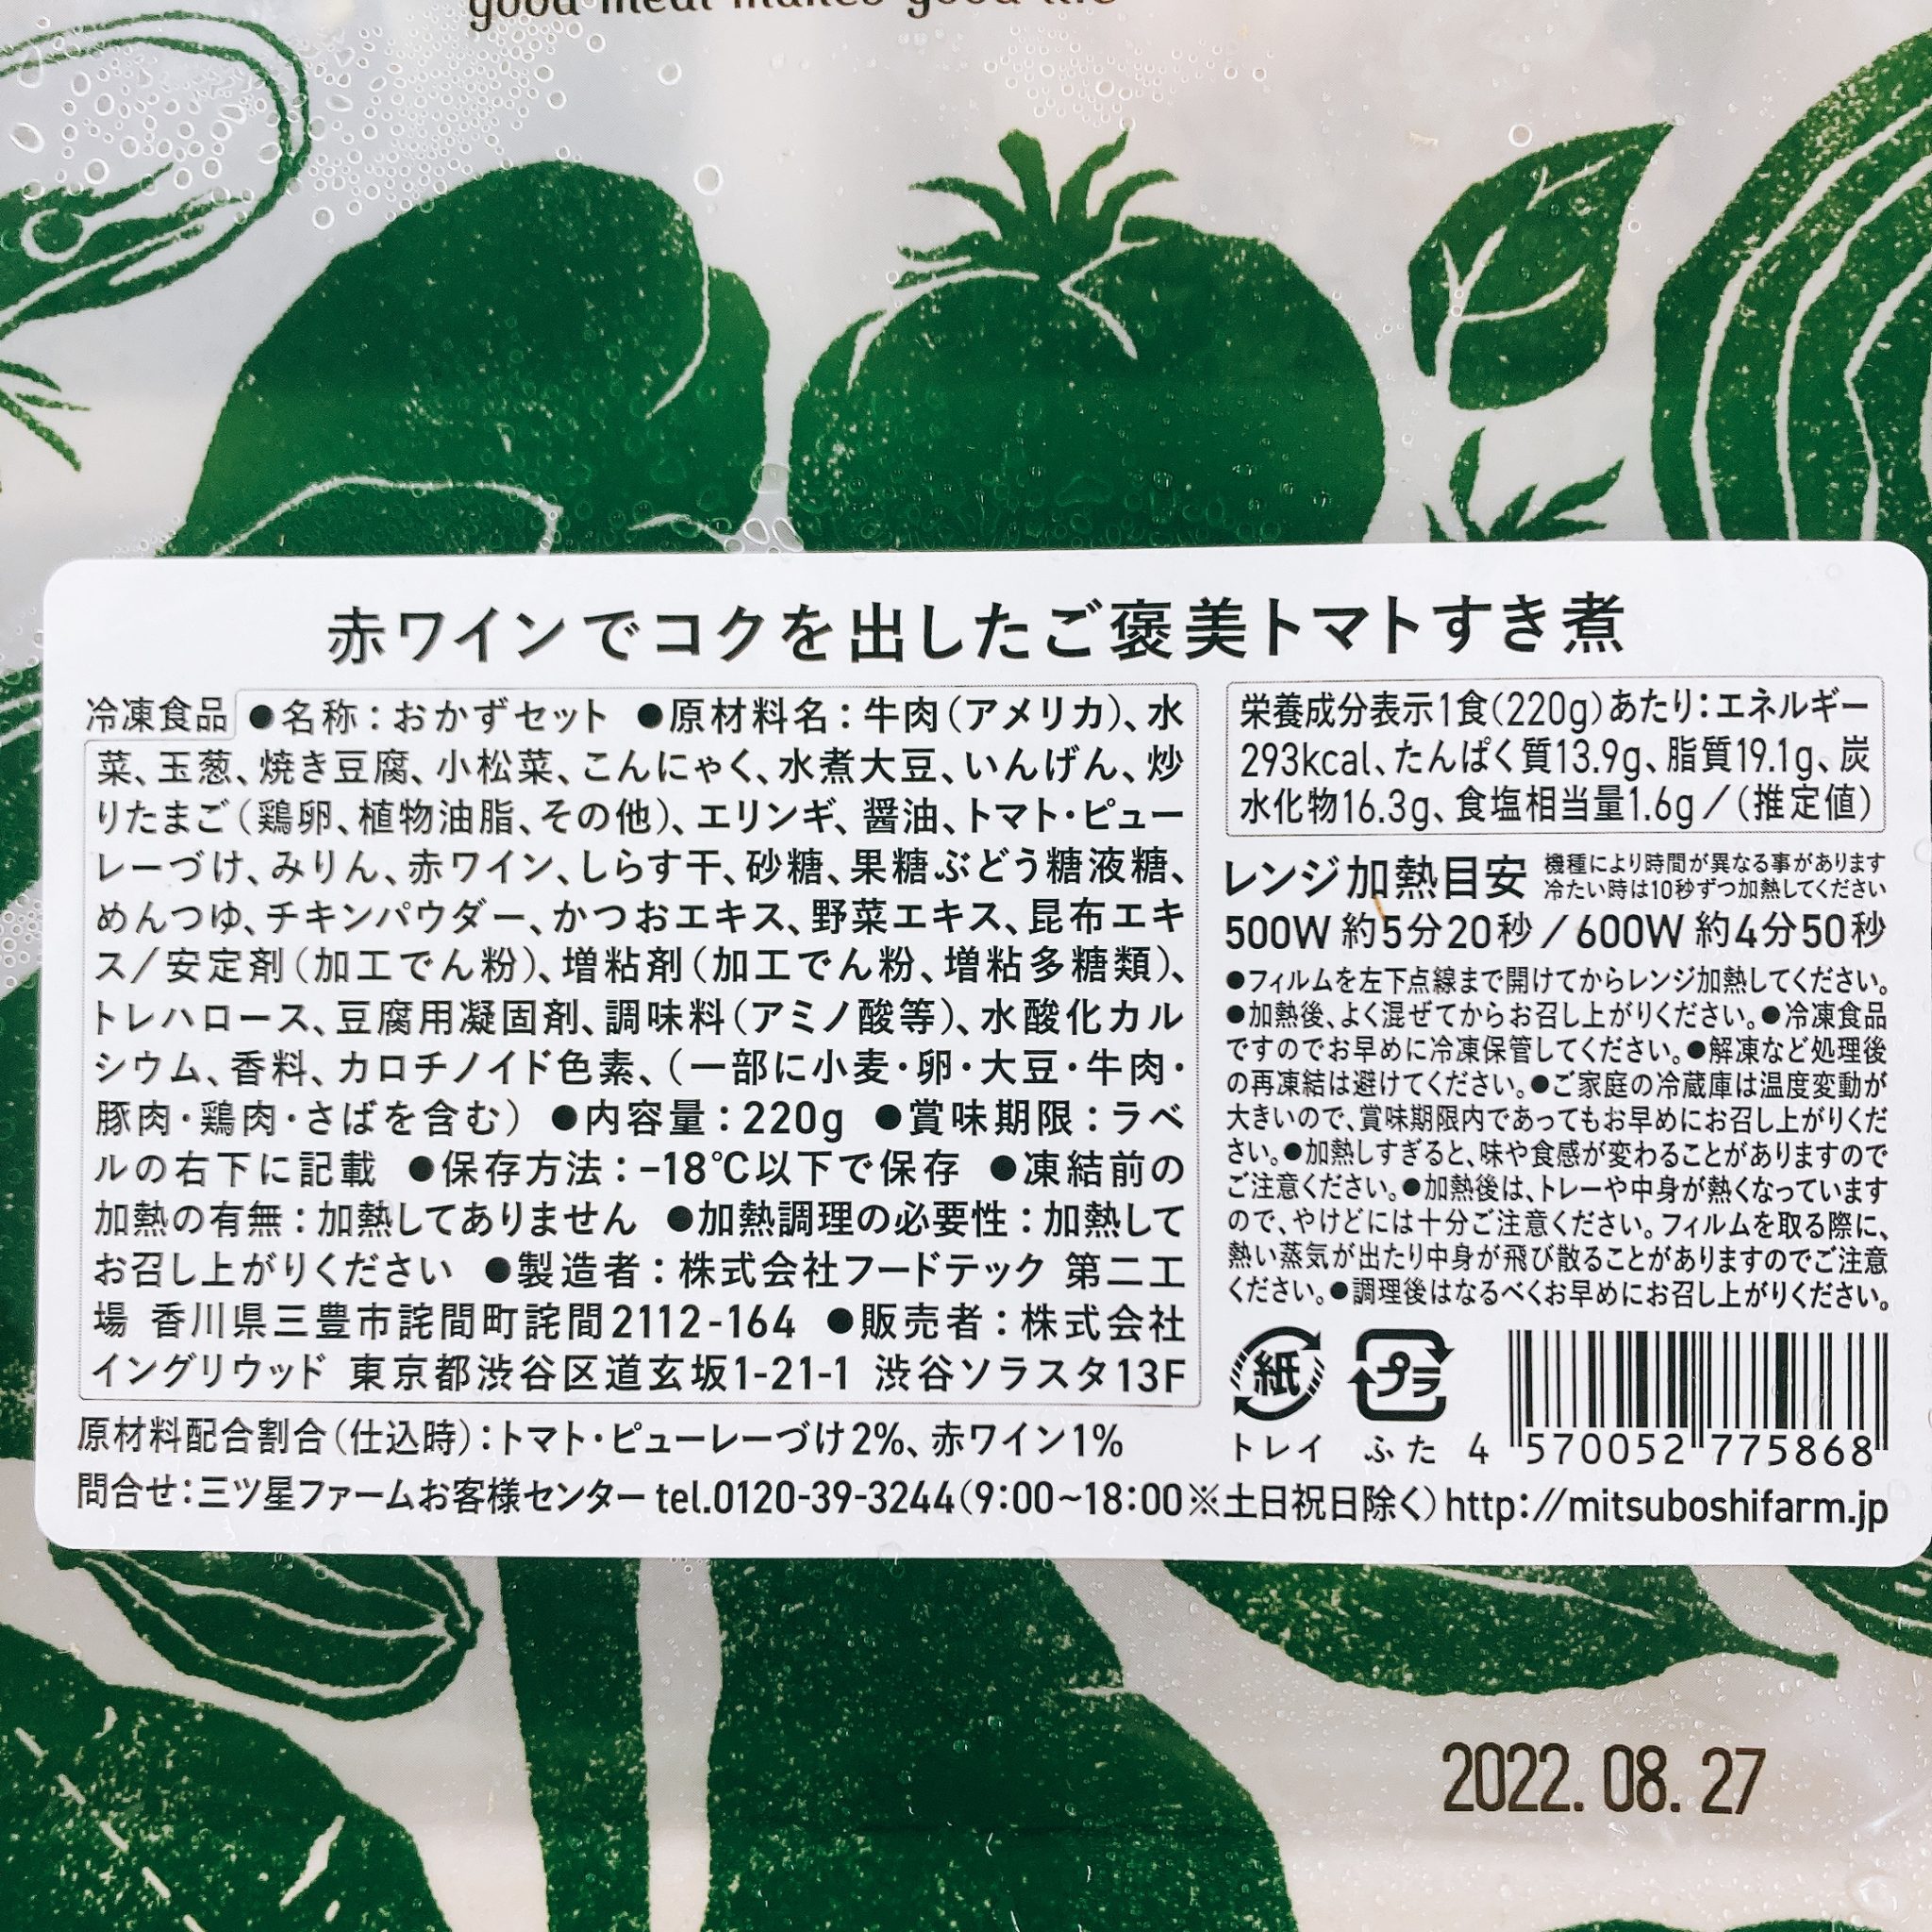 good meal makes good life
赤ワインでコクを出したご褒美トマトすき煮
冷凍食品 ●名称：おかずセット ●原材料名：牛肉（アメリカ）、水
菜、玉葱、焼き豆腐、小松菜、こんにゃく、水煮大豆、いんげん、炒
りたまご（鶏卵、植物油脂、その他）、エリンギ、醤油、トマト・ピュー
レーづけ、みりん、赤ワイン、しらす干、砂糖、果糖ぶどう糖液糖、
めんつゆ、チキンパウダー、かつおエキス、野菜エキス、昆布エキ
ス／安定剤（加工でん粉）、増粘剤（加工でん粉、増粘多糖類）、
トレハロース、豆腐用凝固剤、調味料（アミノ酸等）、水酸化カル
シウム、香料、カロチノイド色素、（一部に小麦・卵・大豆・牛肉・
豚肉・鶏肉・さばを含む） ●内容量：220g ●賞味期限：ラベ
ルの右下に記載 ●保存方法：−18℃以下で保存 ●凍結前の
加熱の有無：加熱してありません ●加熱調理の必要性：加熱して
お召し上がりください ●製造者：株式会社フードテック 第二工
場 香川県三豊市詫間町詫間2112-164 ●販売者：株式会社
イングリウッド 東京都渋谷区道玄坂1-21-1 渋谷ソラスタ13F
原材料配合割合（仕込時）：トマト・ピューレーづけ2%、赤ワイン1%
栄養成分表示1食（220g）あたり：エネルギー
293kcal、たんぱく質13.9g、脂質19.1g、炭
水化物16.3g、食塩相当量1.6g／（推定値）
レンジ加熱目安 機種により時間が異なる事があります
冷たい時は10秒ずつ加熱してください
500W 約5分20秒／600W 約4分50秒
●フィルムを左下点線まで開けてからレンジ加熱してください。
●加熱後、よく混ぜてからお召し上がりください。●冷凍食品
ですのでお早めに冷凍保管してください。●解凍など処理後
の再凍結は避けてください。●ご家庭の冷蔵庫は温度変動が
大きいので、賞味期限内であってもお早めにお召し上がりくだ
さい。●加熱しすぎると、味や食感が変わることがありますので
ご注意ください。●加熱後は、トレーや中身が熱くなっています
ので、やけどには十分ご注意ください。フィルムを取る際に、
熱い蒸気が出たり中身が飛び散ることがありますのでご注意
ください。●調理後はなるべくお早めにお召し上がりください。
紙 プラ
トレイ ふた 4 570052 775868
問合せ：三ツ星ファームお客様センター tel.0120-39-3244（9：00〜18：00※土日祝日除く）http://mitsuboshifarm.jp
2022. 08. 27